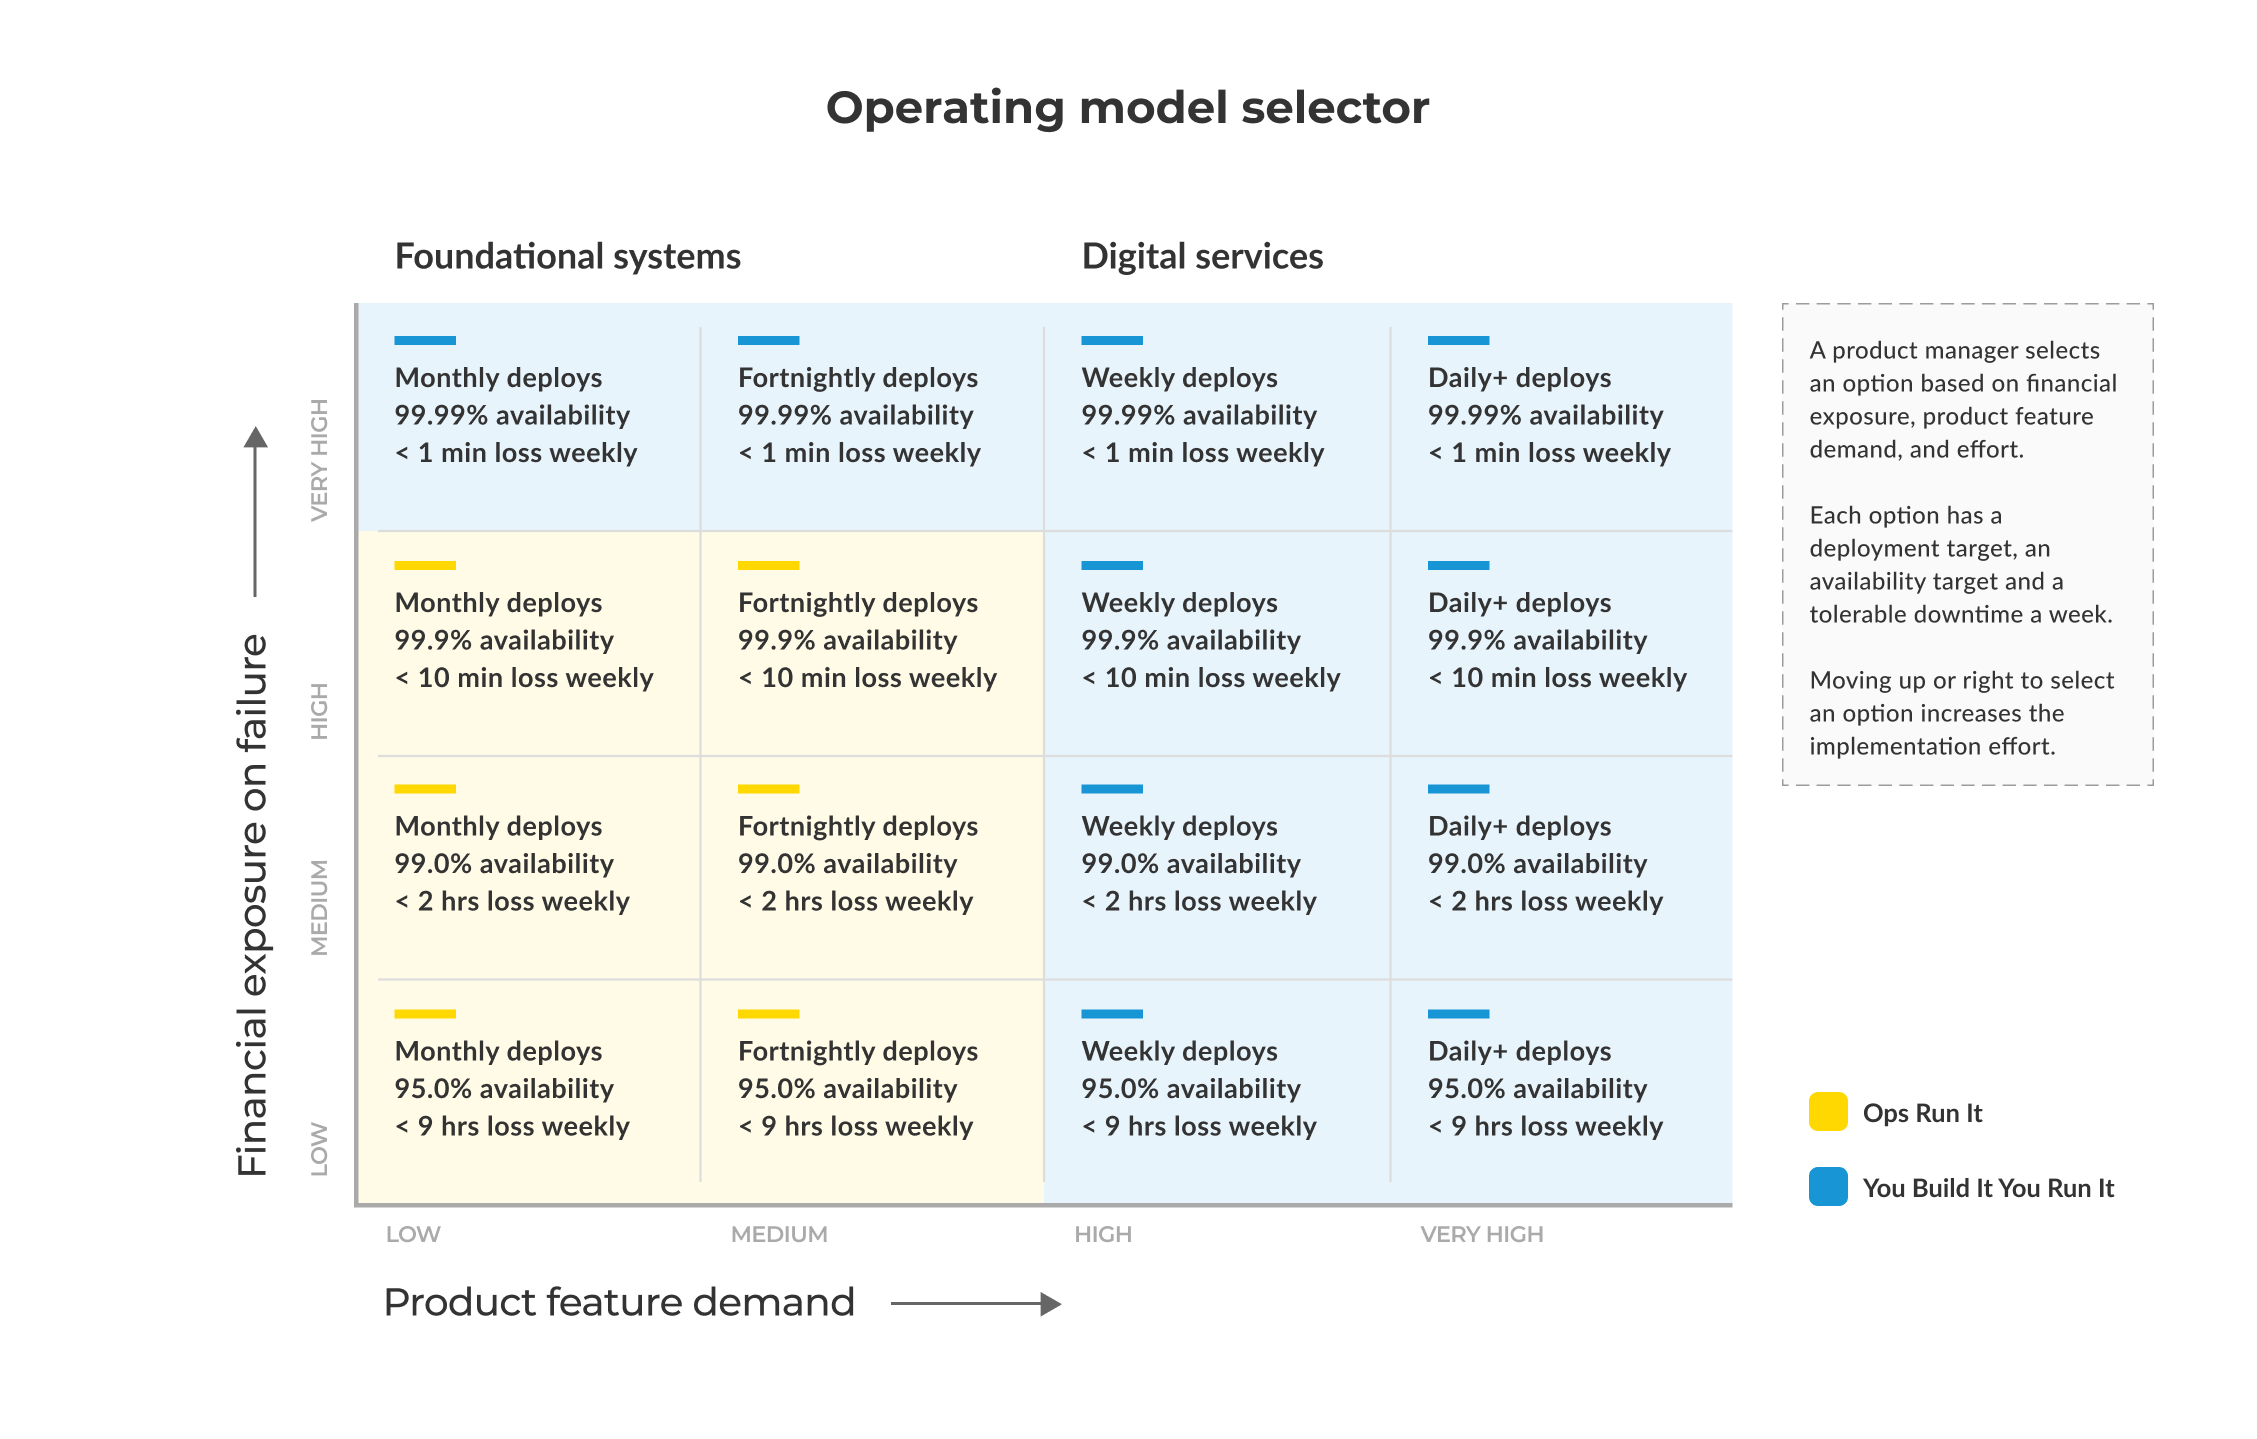 Operating model selector
Foundational systems
Digital services
VERY HIGH
Monthly deploys
99.99% availability
< 1 min loss weekly
Fortnightly deploys
99.99% availability
< 1 min loss weekly
Weekly deploys
99.99% availability
< 1 min loss weekly
Daily+ deploys
99.99% availability
< 1 min loss weekly
HIGH
Monthly deploys
99.9% availability
< 10 min loss weekly
Fortnightly deploys
99.9% availability
< 10 min loss weekly
Weekly deploys
99.9% availability
< 10 min loss weekly
Daily+ deploys
99.9% availability
< 10 min loss weekly
MEDIUM
Monthly deploys
99.0% availability
< 2 hrs loss weekly
Fortnightly deploys
99.0% availability
< 2 hrs loss weekly
Weekly deploys
99.0% availability
< 2 hrs loss weekly
Daily+ deploys
99.0% availability
< 2 hrs loss weekly
LOW
Monthly deploys
95.0% availability
< 9 hrs loss weekly
Fortnightly deploys
95.0% availability
< 9 hrs loss weekly
Weekly deploys
95.0% availability
< 9 hrs loss weekly
Daily+ deploys
95.0% availability
< 9 hrs loss weekly
Financial exposure on failure
LOW
MEDIUM
HIGH
VERY HIGH
Product feature demand
A product manager selects
an option based on financial
exposure, product feature
demand, and effort.
Each option has a
deployment target, an
availability target and a
tolerable downtime a week.
Moving up or right to select
an option increases the
implementation effort.
Ops Run It
You Build It You Run It